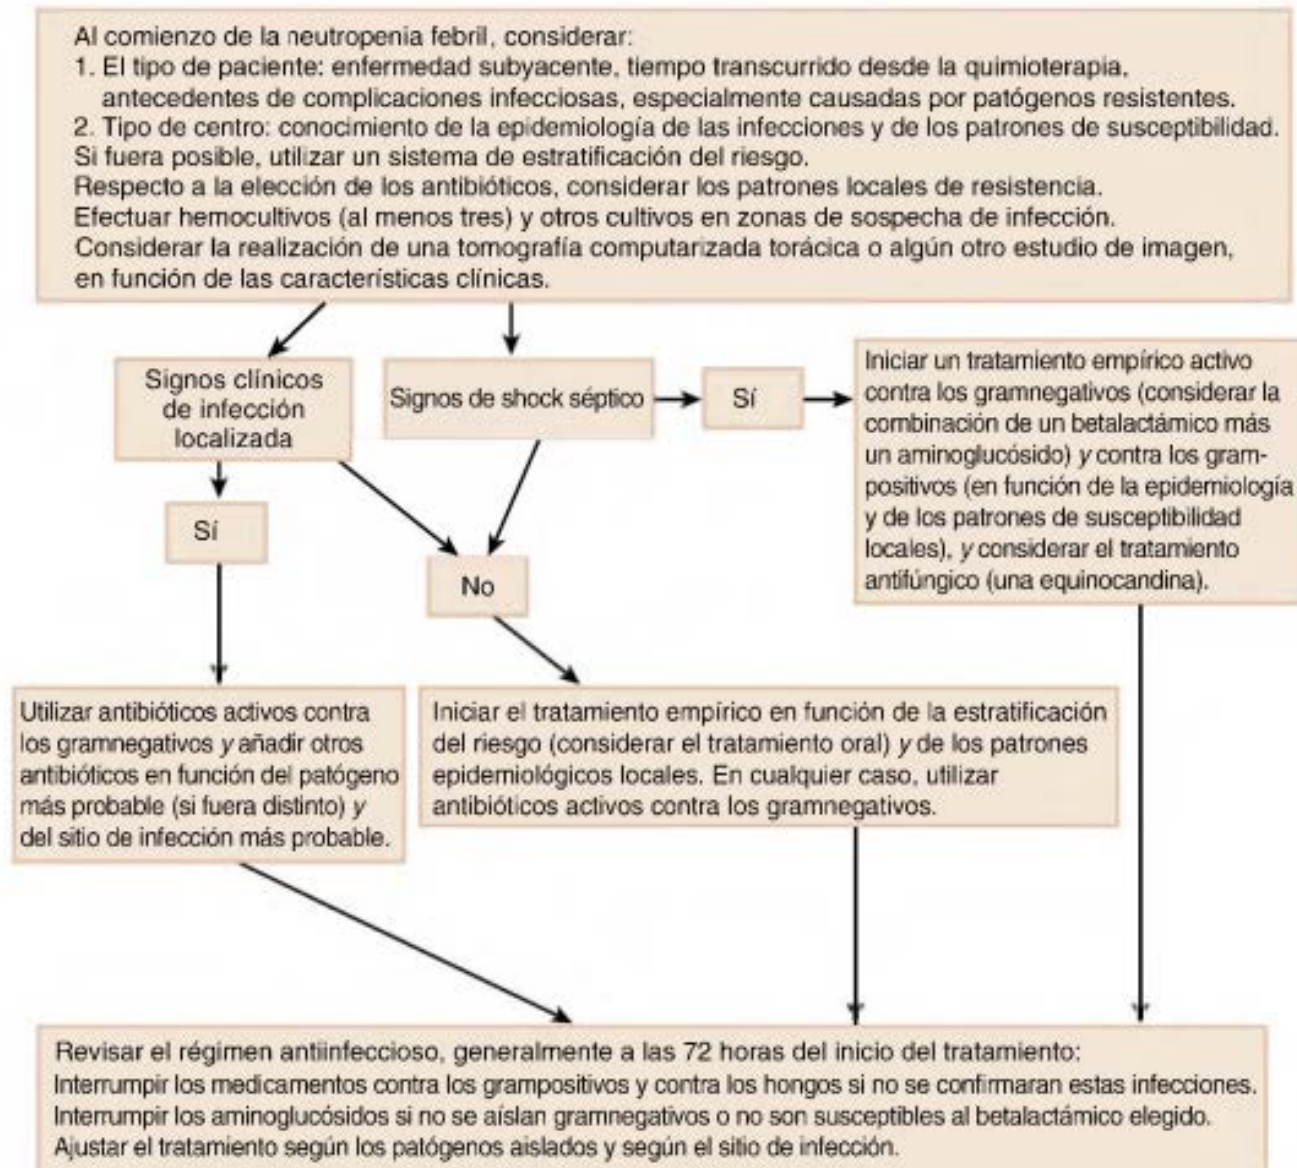 Al comienzo de la neutropenia febril, considerar:
1. El tipo de paciente: enfermedad subyacente, tiempo transcurrido desde la quimioterapia,
antecedentes de complicaciones infecciosas, especialmente causadas por patógenos resistentes.
2. Tipo de centro: conocimiento de la epidemiología de las infecciones y de los patrones de susceptibilidad.
Si fuera posible, utilizar un sistema de estratificación del riesgo.
Respecto a la elección de los antibióticos, considerar los patrones locales de resistencia.
Efectuar hemocultivos (al menos tres) y otros cultivos en zonas de sospecha de infección.
Considerar la realización de una tomografía computarizada torácica o algún otro estudio de imagen,
en función de las características clínicas.
Signos clínicos
de infección
localizada
Signos de shock séptico
Sí
Iniciar un tratamiento empírico activo
contra los gramnegativos (considerar la
combinación de un betalactámico más
un aminoglucósido) y contra los gram-
positivos (en función de la epidemiología
y de los patrones de susceptibilidad
locales), y considerar el tratamiento
antifúngico (una equinocandina).
Sí
No
Utilizar antibióticos activos contra
los gramnegativos y añadir otros
antibióticos en función del patógeno
más probable (si fuera distinto) y
del sitio de infección más probable.
Iniciar el tratamiento empírico en función de la estratificación
del riesgo (considerar el tratamiento oral) y de los patrones
epidemiológicos locales. En cualquier caso, utilizar
antibióticos activos contra los gramnegativos.
Revisar el régimen antiinfeccioso, generalmente a las 72 horas del inicio del tratamiento:
Interrumpir los medicamentos contra los grampositivos y contra los hongos si no se confirmaran estas infecciones.
Interrumpir los aminoglucósidos si no se aíslan gramnegativos o no son susceptibles al betalactámico elegido.
Ajustar el tratamiento según los patógenos aislados y según el sitio de infección.